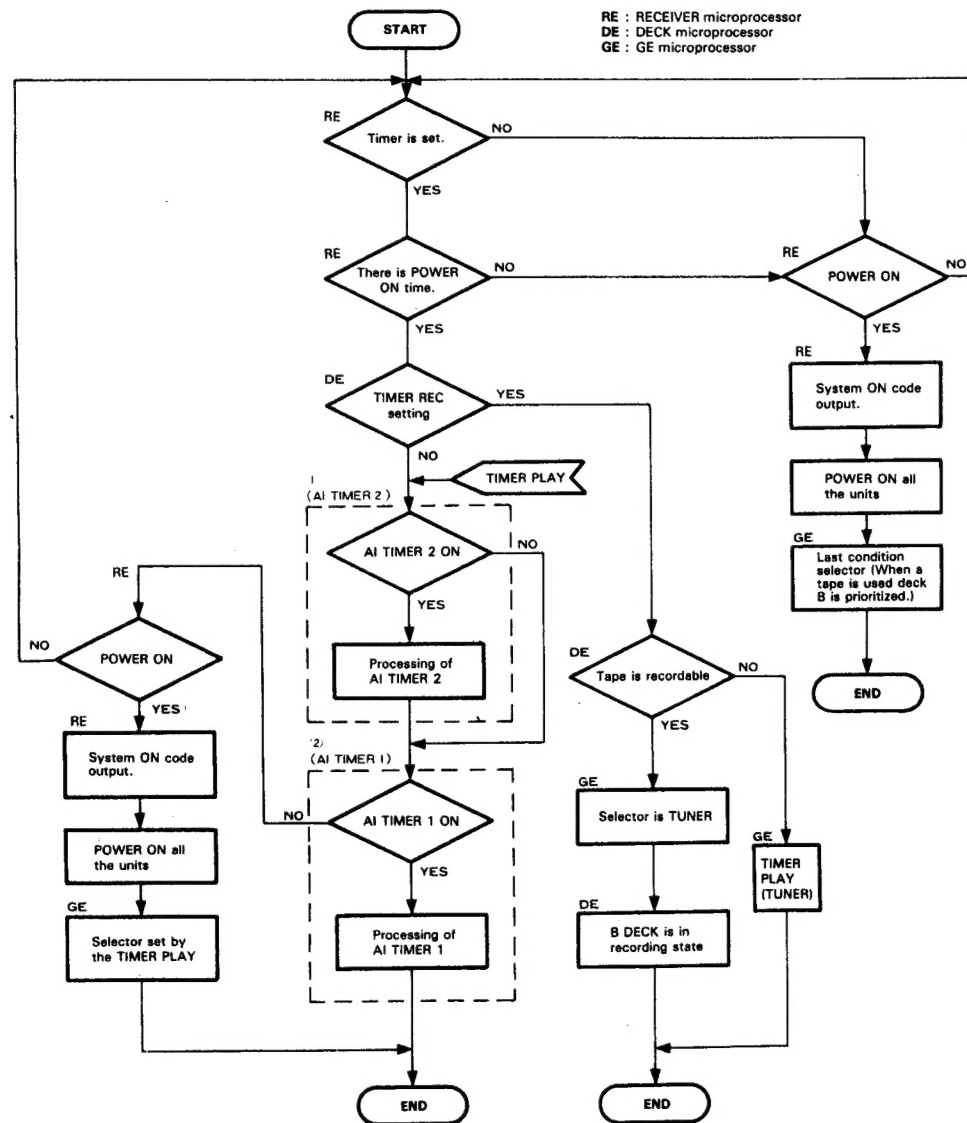 RE : RECEIVER microprocessor
DE : DECK microprocessor
GE : GE microprocessor
START
RE
Timer is set.
NO
YES
RE
There is POWER
ON time.
NO
YES
RE
POWER ON
NO
YES
RE
System ON code
output.
POWER ON all
the units
GE
Last condition
selector (When a
tape is used deck
B is prioritized.)
END
DE
TIMER REC
setting
YES
NO
TIMER PLAY
(AI TIMER 2)
AI TIMER 2 ON
NO
YES
Processing of
AI TIMER 2
2)
(AI TIMER 1)
AI TIMER 1 ON
NO
YES
Processing of
AI TIMER 1
RE
POWER ON
NO
YES
RE
System ON code
output.
POWER ON all
the units
GE
Selector set by
the TIMER PLAY
END
DE
Tape is recordable
NO
YES
GE
Selector is TUNER
DE
B DECK is in
recording state
GE
TIMER
PLAY
(TUNER)
END